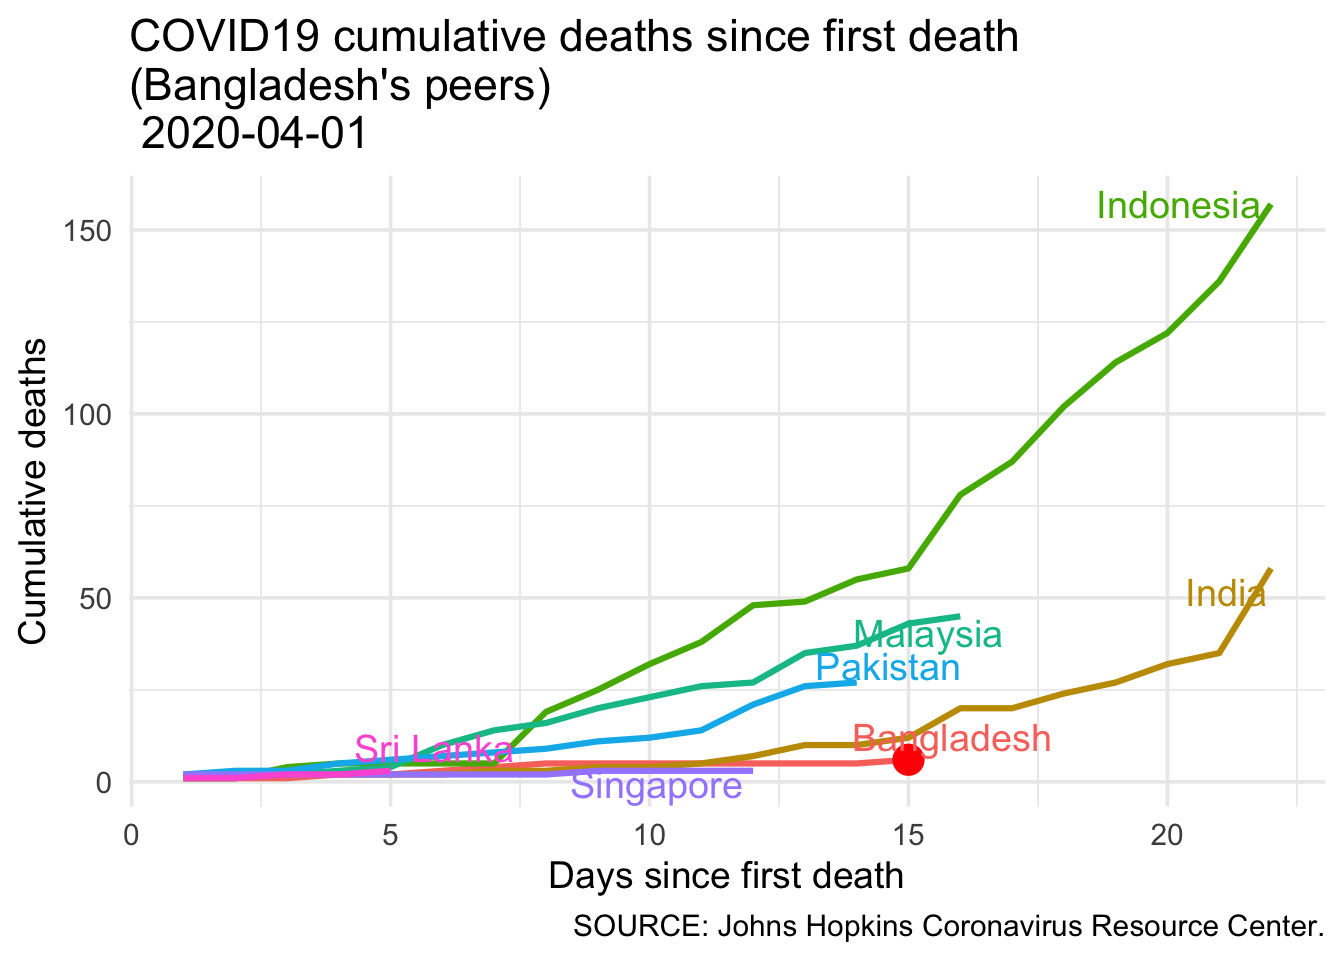 COVID19 cumulative deaths since first death
(Bangladesh's peers)
2020-04-01
Indonesia
150
100
Cumulative deaths
50
India
Malaysia
Pakistan
Sri Lanka
Bangladesh
0
Singapore
0 5 10 15 20
Days since first death
SOURCE: Johns Hopkins Coronavirus Resource Center.